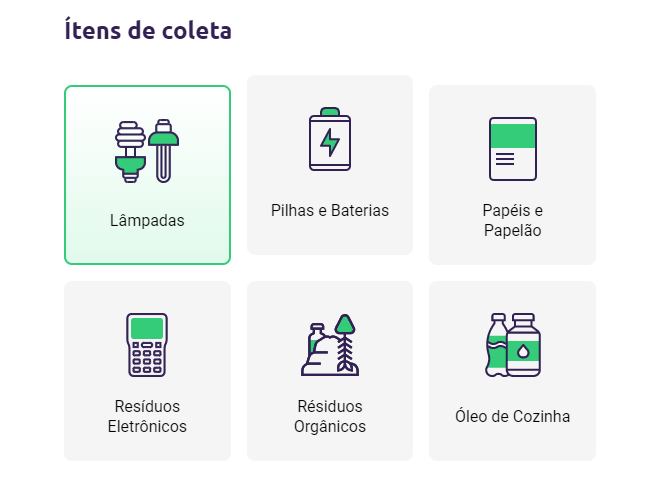 Ítens de coleta
Lâmpadas
Pilhas e Baterias
Papéis e
Papelão
Resíduos
Eletrônicos
Résiduos
Orgânicos
Óleo de Cozinha